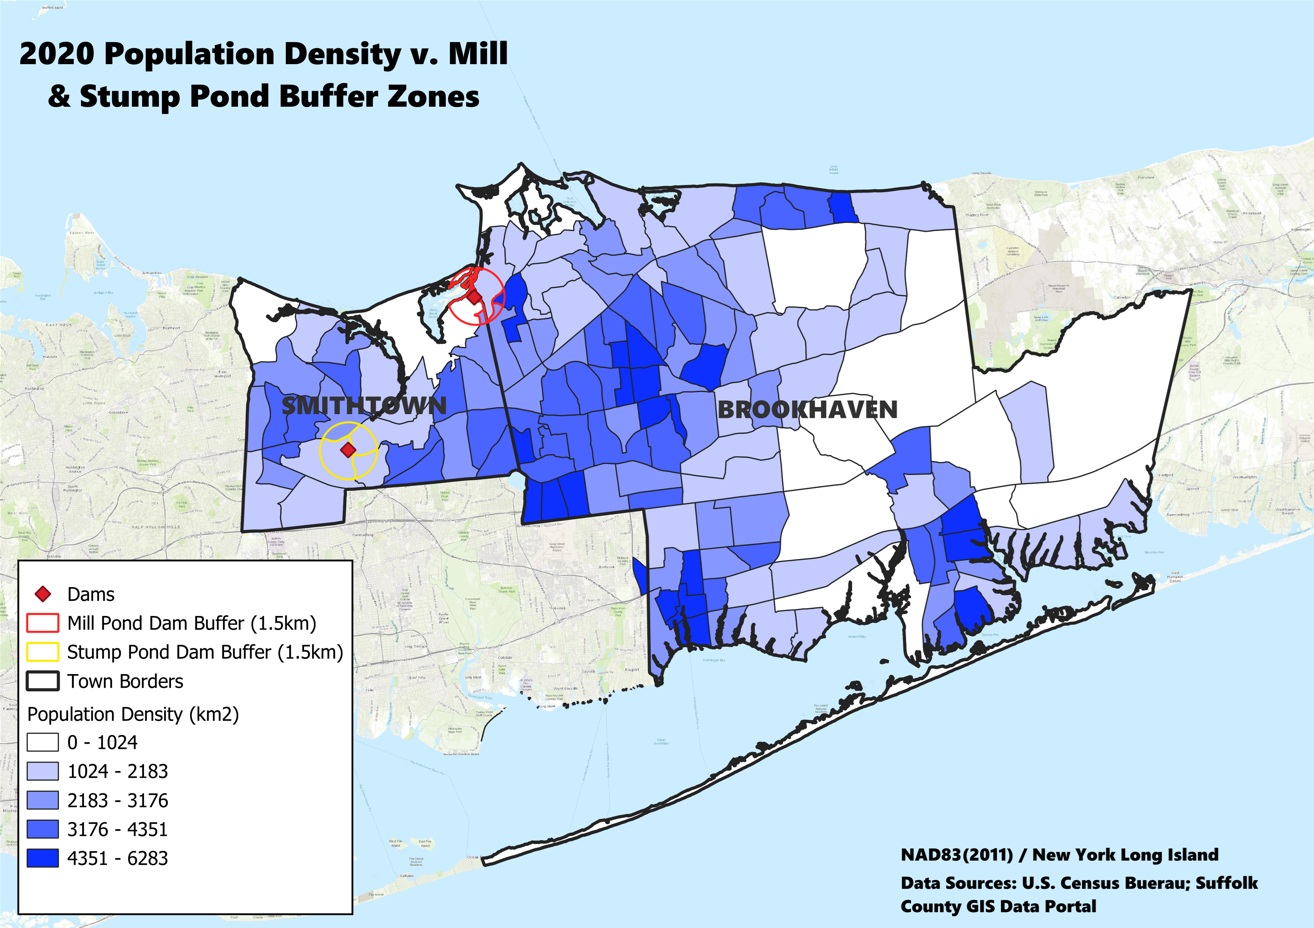 2020 Population Density v. Mill
& Stump Pond Buffer Zones
SMITHTOWN
BROOKHAVEN
Dams
Mill Pond Dam Buffer (1.5km)
Stump Pond Dam Buffer (1.5km)
Town Borders
Population Density (km2)
0 - 1024
1024 - 2183
2183 - 3176
3176 - 4351
4351 - 6283
NAD83(2011) / New York Long Island
Data Sources: U.S. Census Buerau; Suffolk
County GIS Data Portal